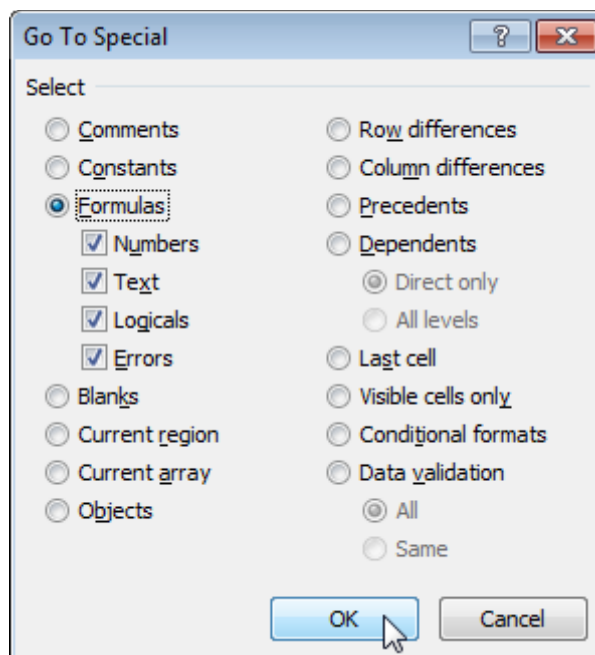 Go To Special
?
Select
Comments
Constants
Formulas
Numbers
Text
Logicals
Errors
Blanks
Current region
Current array
Objects
Row differences
Column differences
Precedents
Dependents
Direct only
All levels
Last cell
Visible cells only
Conditional formats
Data validation
All
Same
OK
Cancel